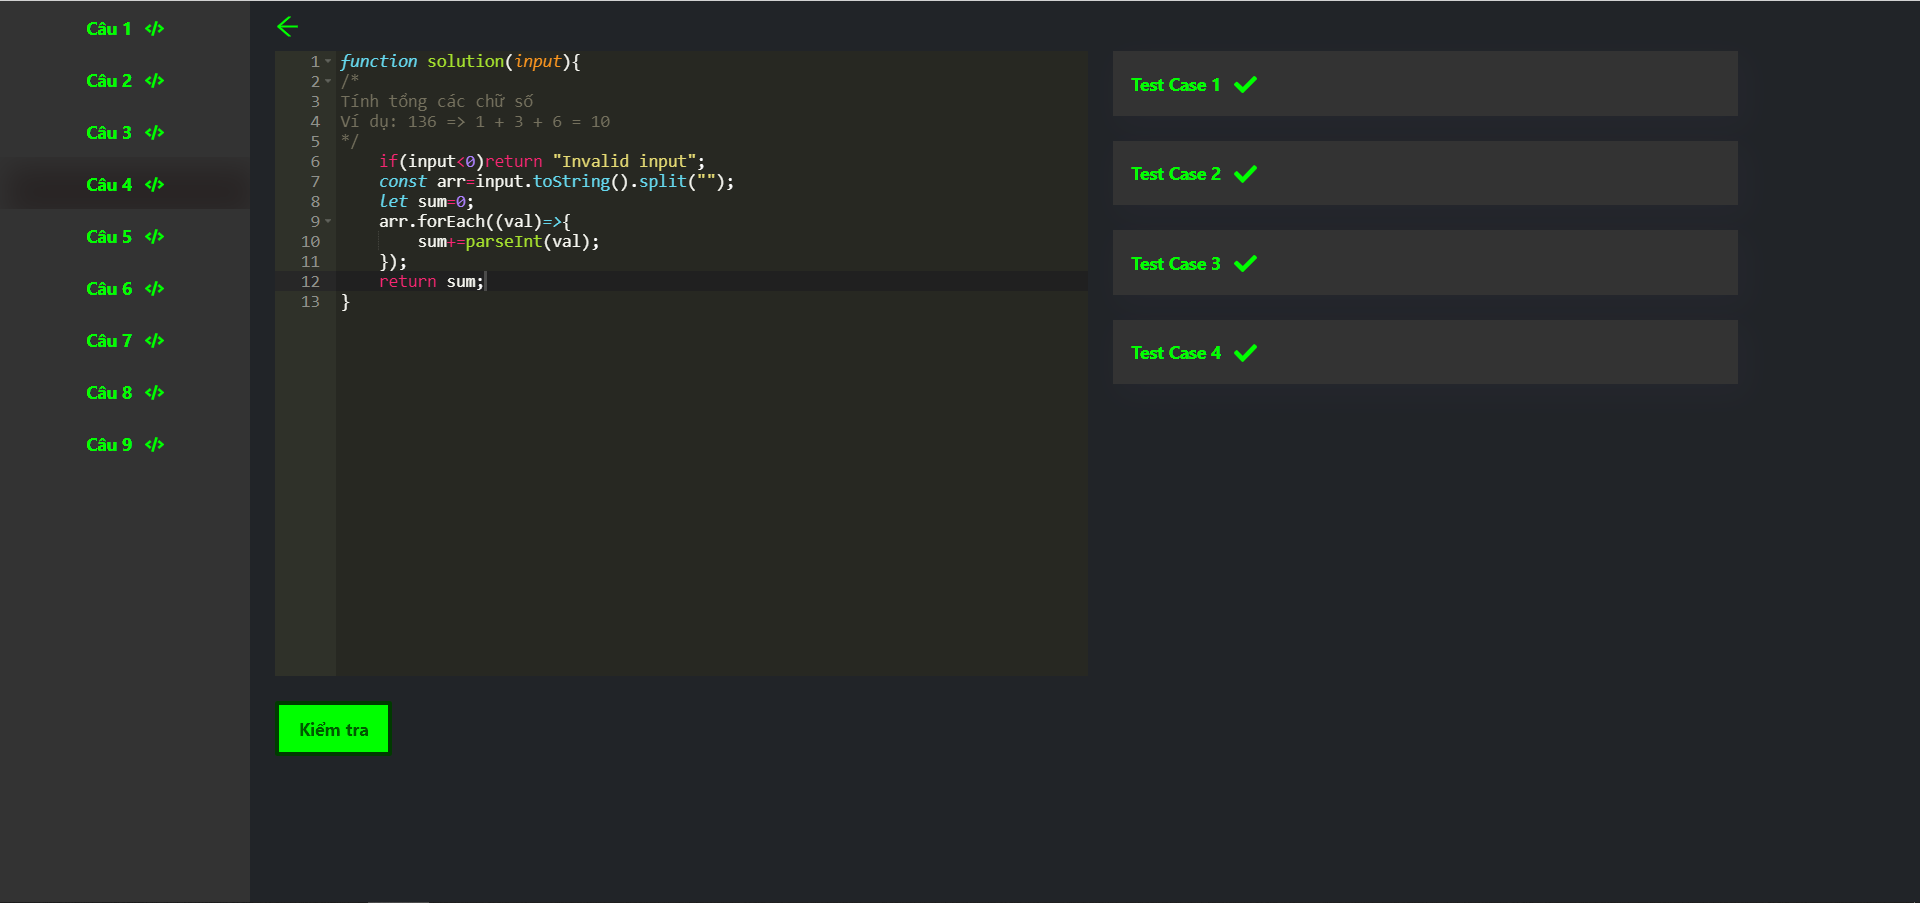 Câu 1 </>
Câu 2 </>
Câu 3 </>
Câu 4 </>
Câu 5 </>
Câu 6 </>
Câu 7 </>
Câu 8 </>
Câu 9 </>
1 function solution(input){
2 /*
3 Tính tổng các chữ số
4 Ví dụ: 136 => 1 + 3 + 6 = 10
5 */
6     if(input<0)return "Invalid input";
7     const arr=input.toString().split("");
8     let sum=0;
9     arr.forEach((val)=>{
10         sum+=parseInt(val);
11     });
12     return sum;
13 }
Kiểm tra
Test Case 1
Test Case 2
Test Case 3
Test Case 4